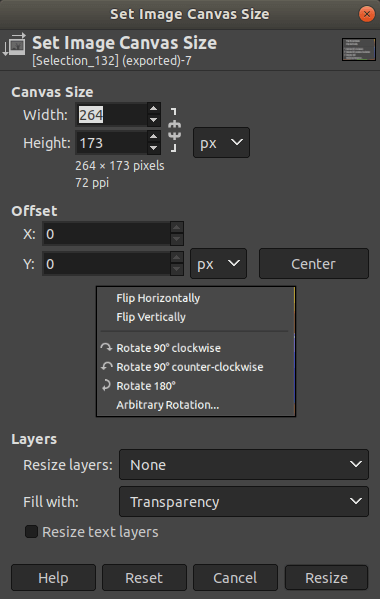 Set Image Canvas Size
Set Image Canvas Size
[Selection_132] (exported)-7
Canvas Size
Width: 264
Height: 173 px
264 × 173 pixels
72 ppi
Offset
X: 0
Y: 0 px Center
Flip Horizontally
Flip Vertically
Rotate 90° clockwise
Rotate 90° counter-clockwise
Rotate 180°
Arbitrary Rotation...
Layers
Resize layers: None
Fill with: Transparency
Resize text layers
Help Reset Cancel Resize